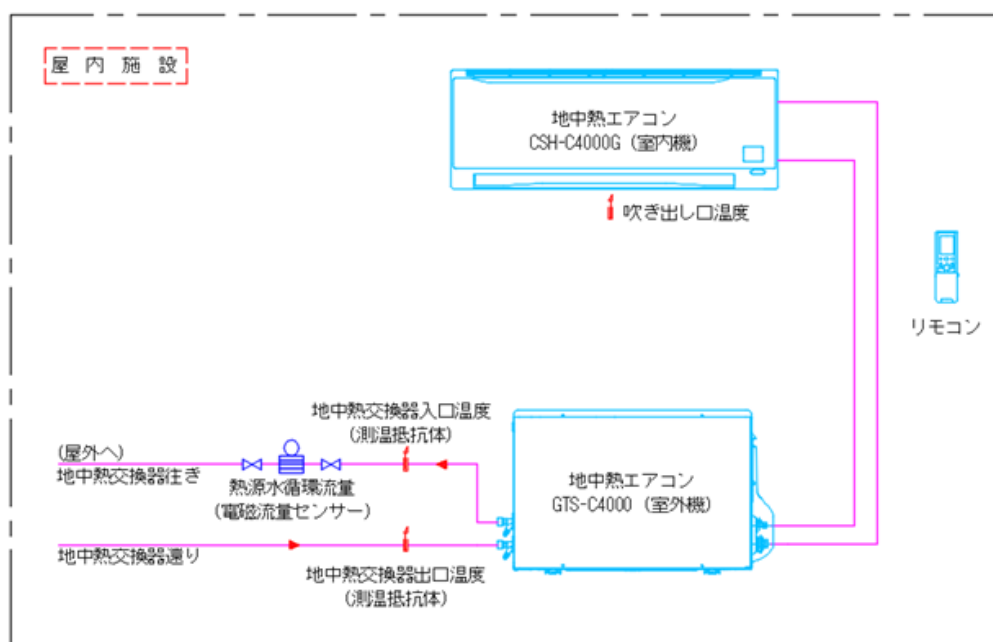 屋内施設
地中熱エアコン
CSH-C4000G (室内機)
吹き出し口温度
リモコン
地中熱交換器入口温度
(測温抵抗体)
(屋外へ)
地中熱交換器往き
熱源水循環流量
(電磁流量センサー)
地中熱エアコン
GTS-C4000 (室外機)
地中熱交換器還り
地中熱交換器出口温度
(測温抵抗体)